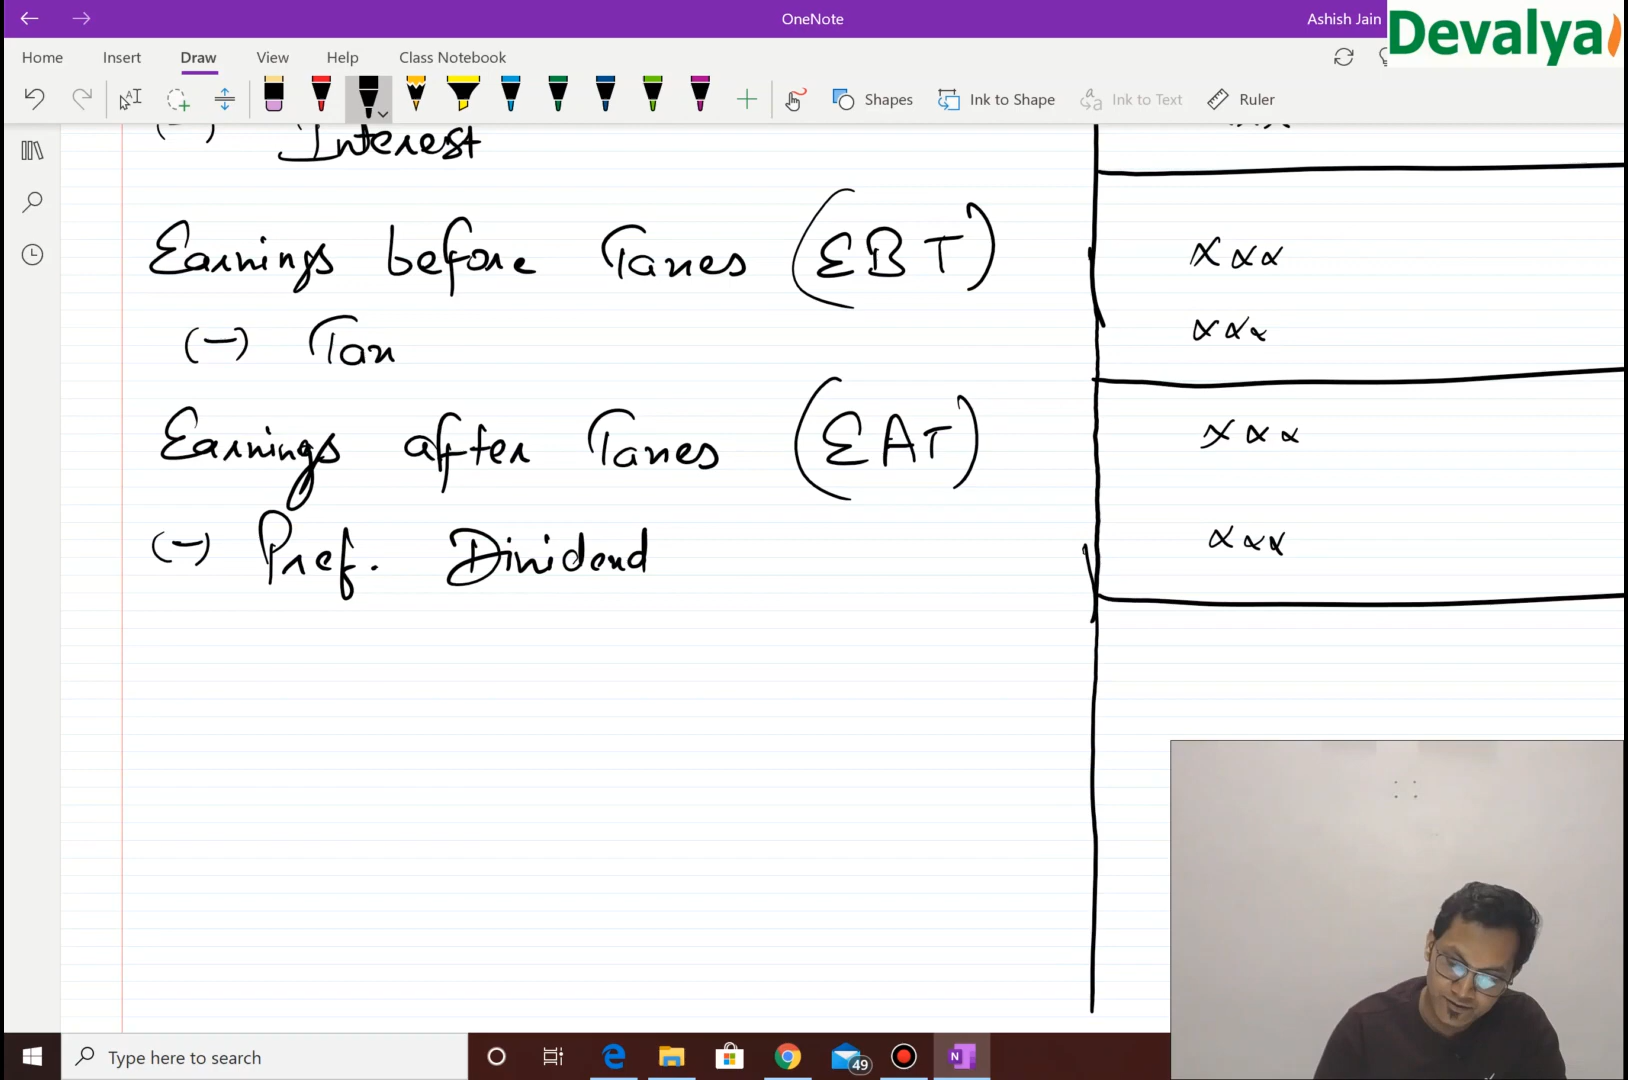 OneNote
Ashish Jain
Devalya
Home Insert Draw View Help Class Notebook
Shapes Ink to Shape Ink to Text Ruler
(-) Interest
Earnings before Taxes (EBT) xxx
(-) Tax xxx
Earnings after Taxes (EAT) xxx
(-) Pref. Dividend xxx
Type here to search
49
N